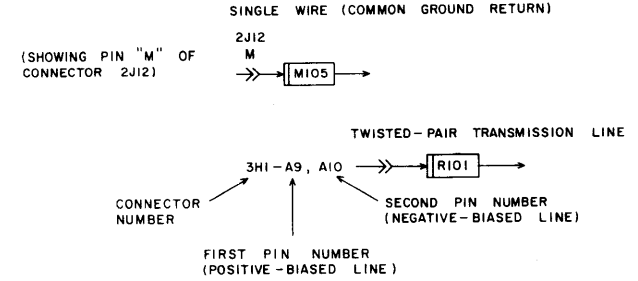 SINGLE WIRE (COMMON GROUND RETURN)
(SHOWING PIN "M" OF
CONNECTOR 2J12)
2J12
M
M105
TWISTED-PAIR TRANSMISSION LINE
3H1-A9, A10
R101
CONNECTOR
NUMBER
SECOND PIN NUMBER
(NEGATIVE-BIASED LINE)
FIRST PIN NUMBER
(POSITIVE-BIASED LINE)